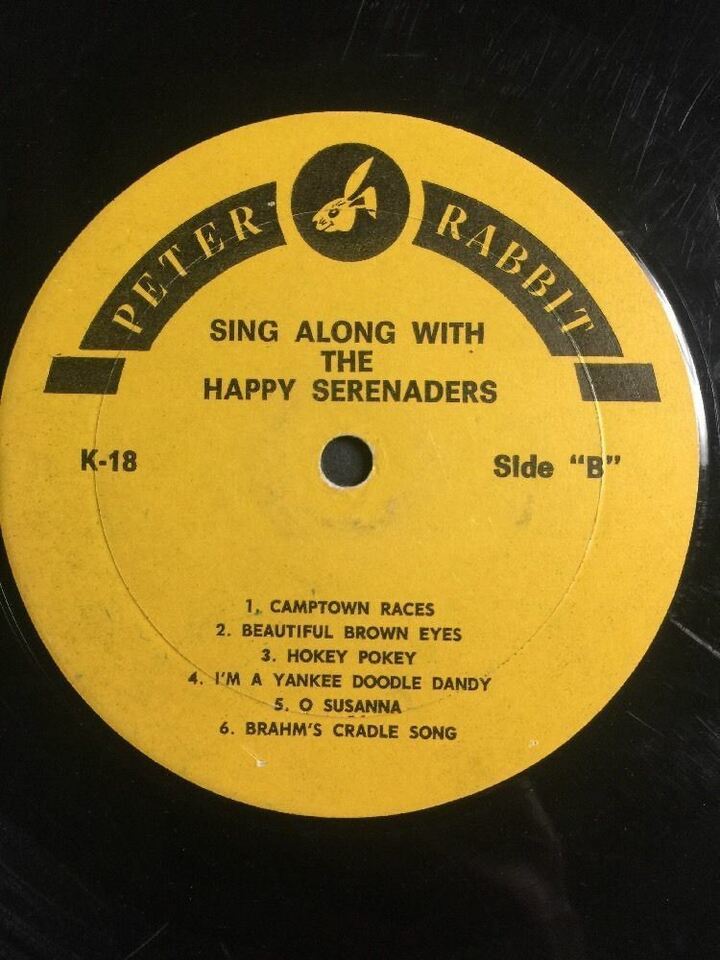 PETER RABBIT
SING ALONG WITH
THE
HAPPY SERENADERS
K-18
Side "B"
1. CAMPTOWN RACES
2. BEAUTIFUL BROWN EYES
3. HOKEY POKEY
4. I'M A YANKEE DOODLE DANDY
5. O SUSANNA
6. BRAHM'S CRADLE SONG